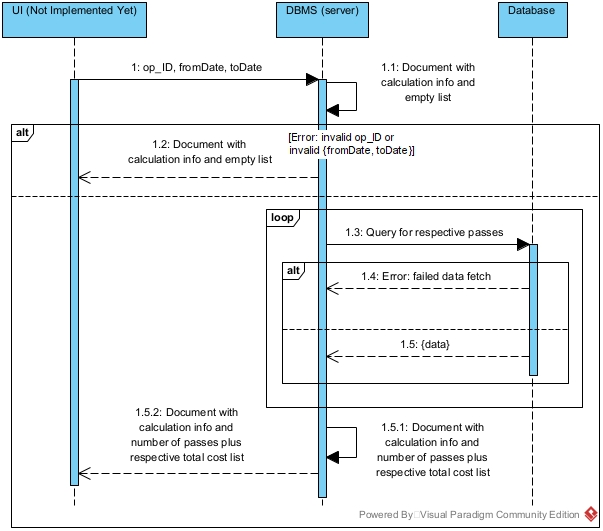 UI (Not Implemented Yet)
DBMS (server)
Database
1: op_ID, fromDate, toDate
1.1: Document with
calculation info and
empty list
alt
[Error: invalid op_ID or
invalid {fromDate, toDate}]
1.2: Document with
calculation info and empty list
loop
1.3: Query for respective passes
alt
1.4: Error: failed data fetch
1.5: {data}
1.5.2: Document with
calculation info and
number of passes plus
respective total cost list
1.5.1: Document with
calculation info and
number of passes plus
respective total cost list
Powered By Visual Paradigm Community Edition